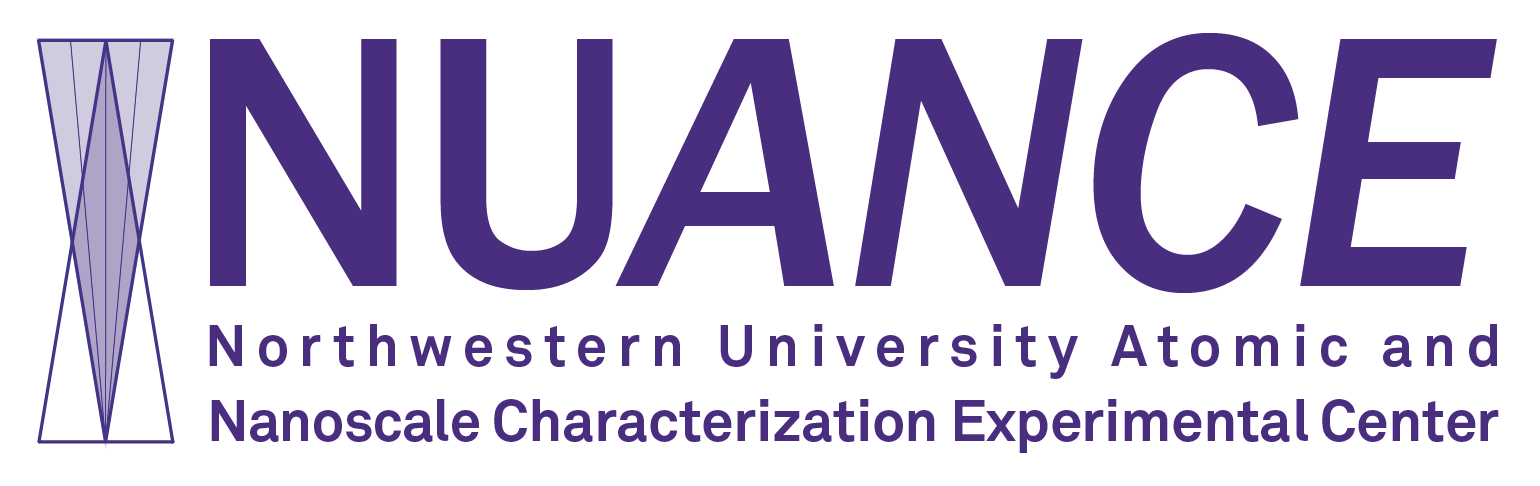 NUANCE
Northwestern University Atomic and
Nanoscale Characterization Experimental Center